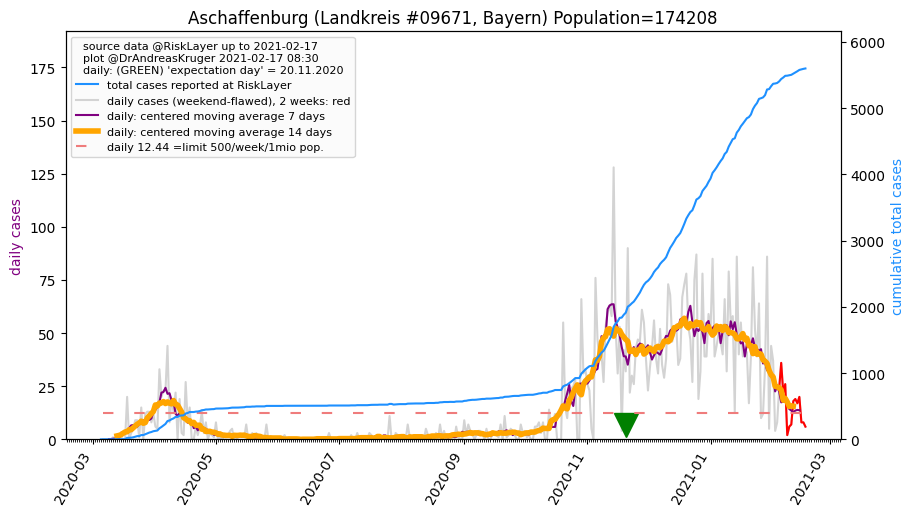 Aschaffenburg (Landkreis #09671, Bayern) Population=174208
source data @RiskLayer up to 2021-02-17
plot @DrAndreasKruger 2021-02-17 08:30
daily: (GREEN) 'expectation day' = 20.11.2020
total cases reported at RiskLayer
daily cases (weekend-flawed), 2 weeks: red
daily: centered moving average 7 days
daily: centered moving average 14 days
daily 12.44 =limit 500/week/1mio pop.
daily cases
175
150
125
100
75
50
25
0
6000
5000
4000
3000
2000
1000
0
cumulative total cases
2020-03
2020-05
2020-07
2020-09
2020-11
2021-01
2021-03